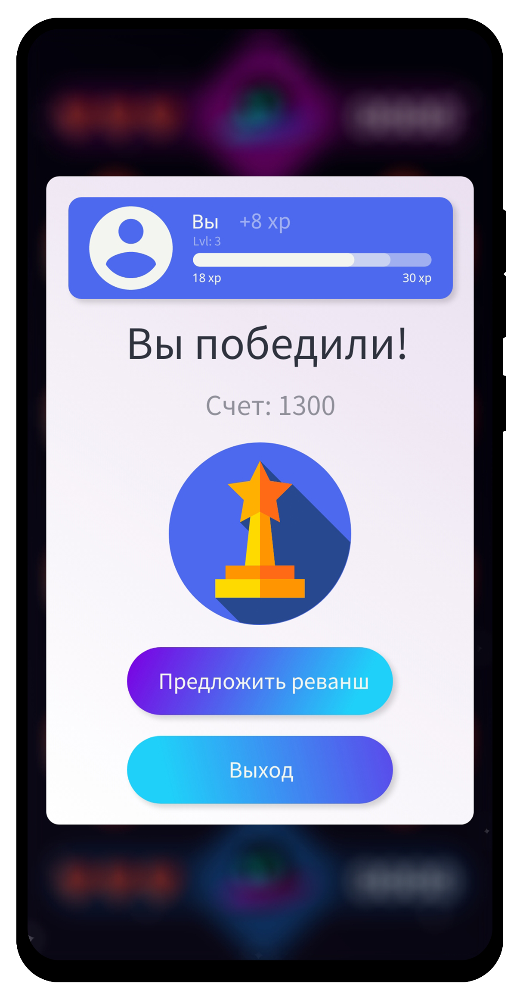 Вы +8 xp
Lvl: 3
18 xp 30 xp
Вы победили!
Счет: 1300
Предложить реванш
Выход